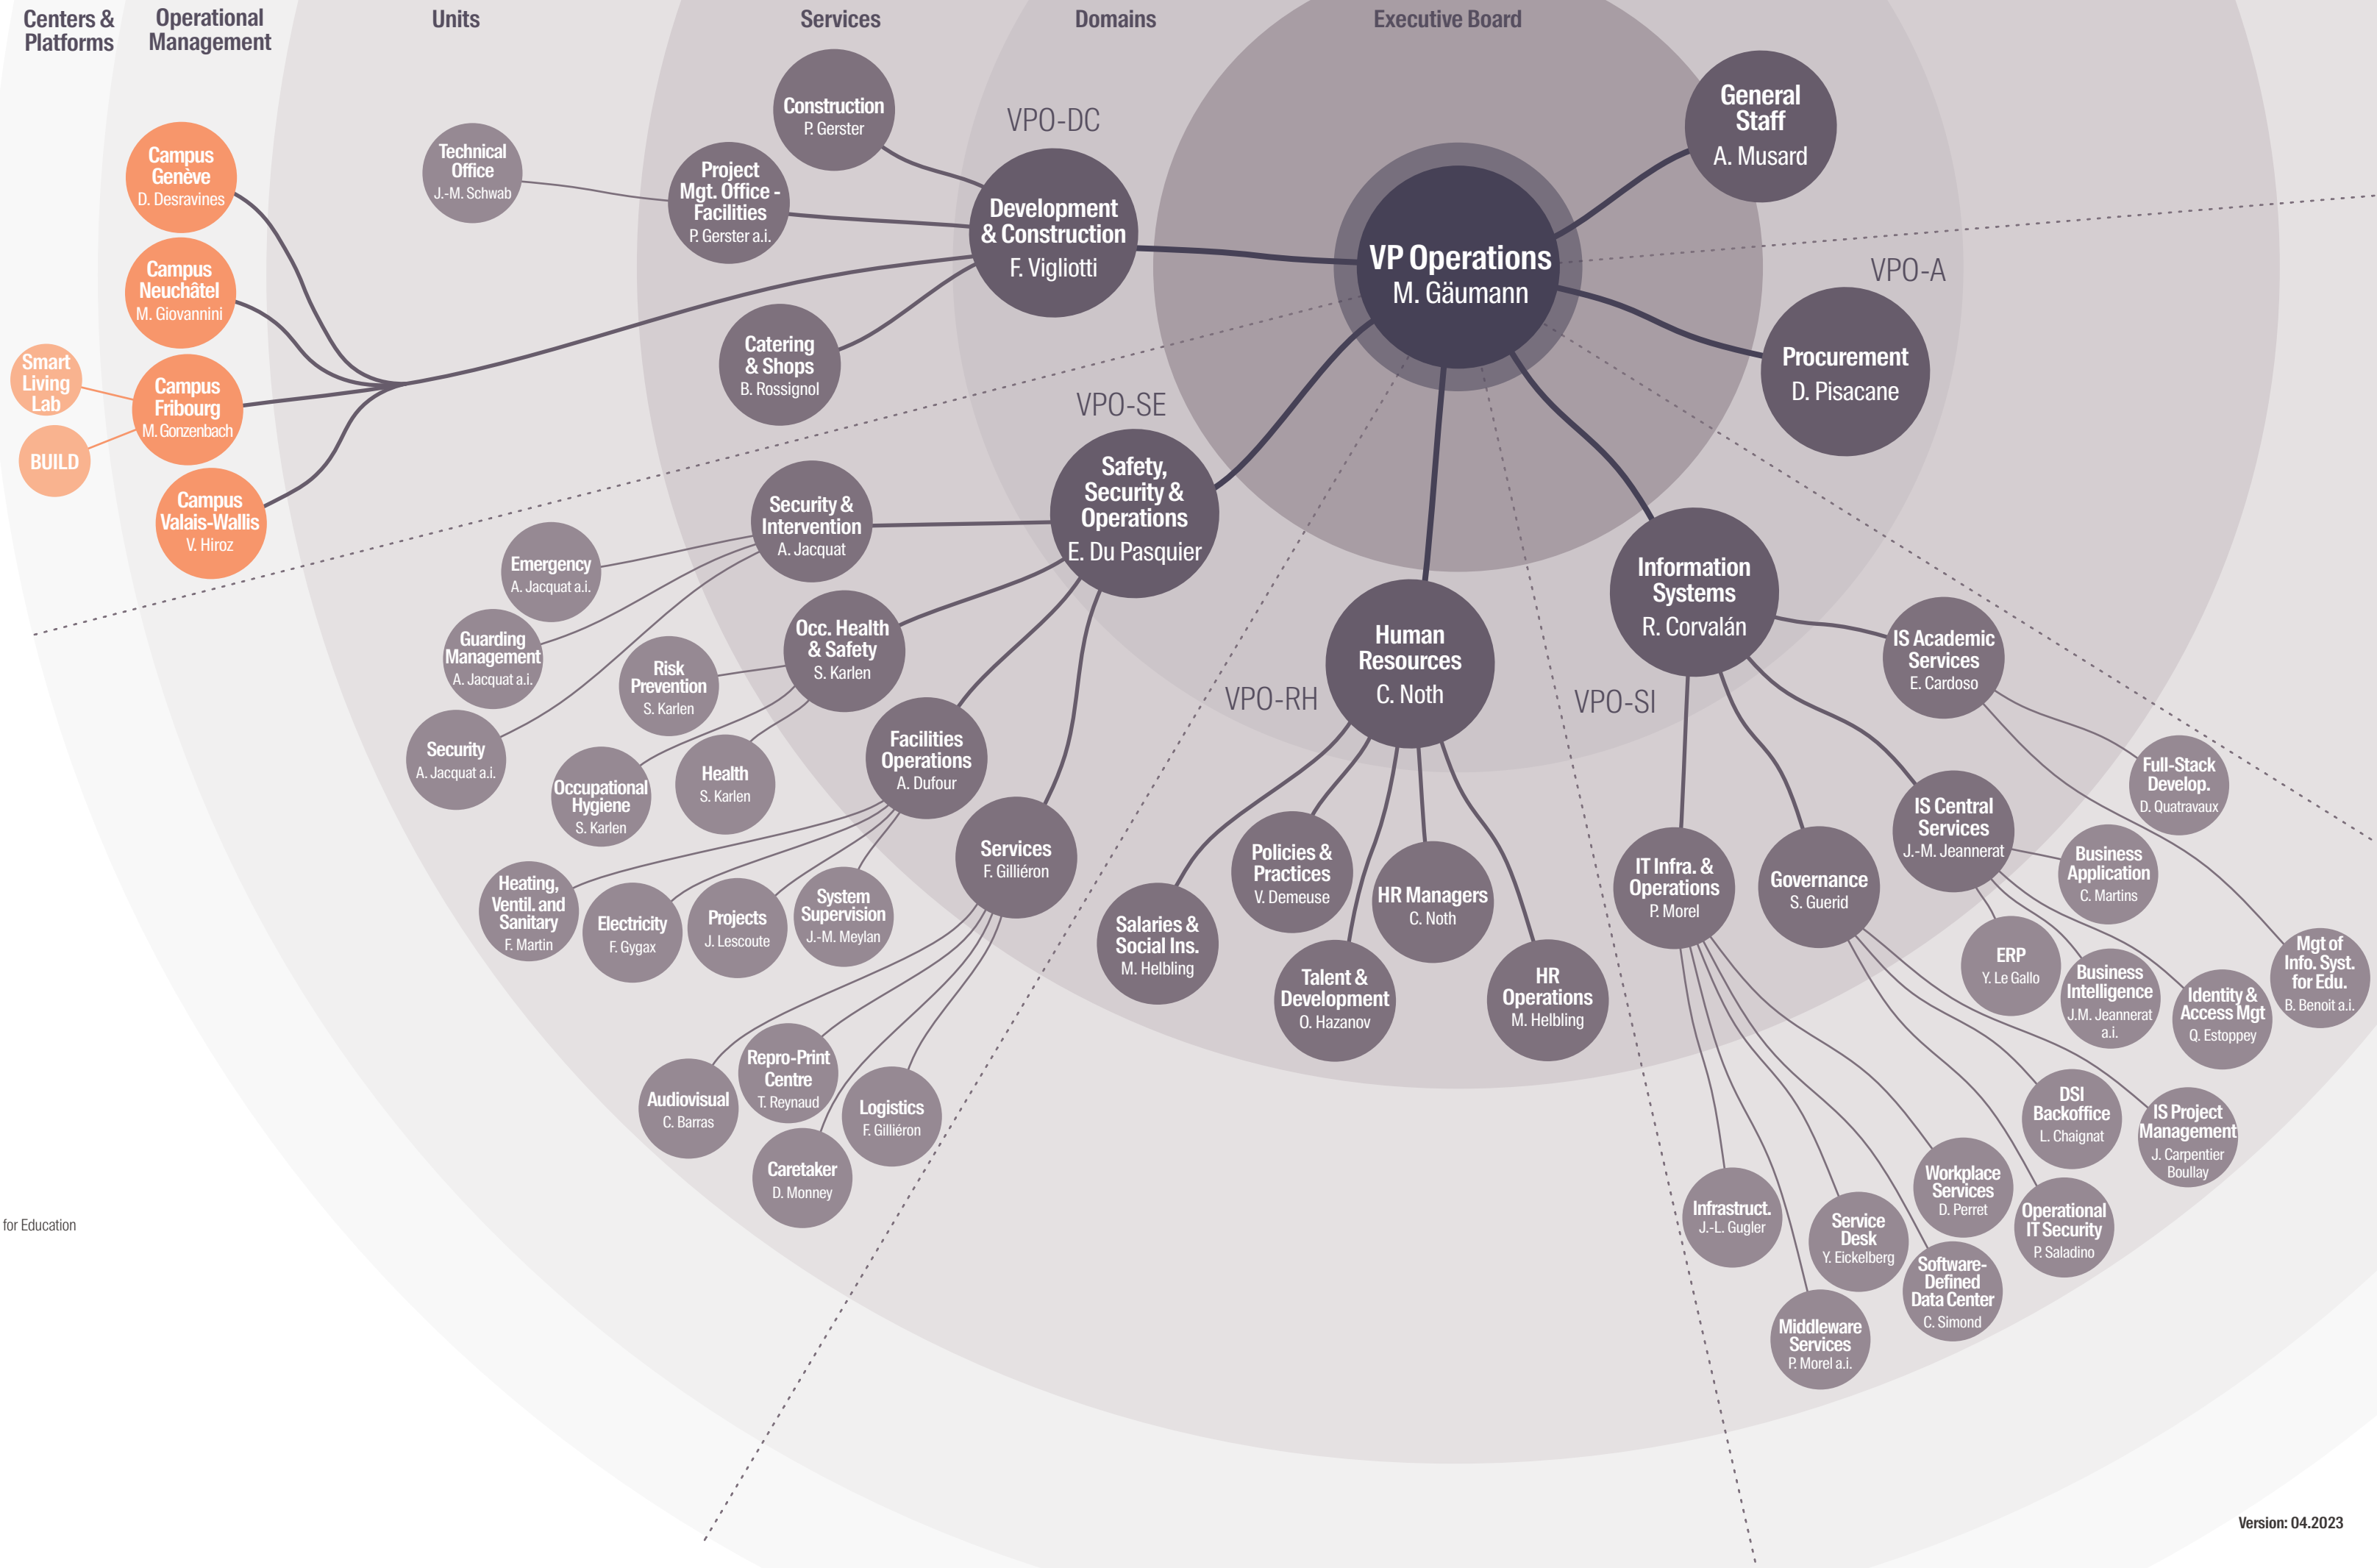 Centers &
Platforms
Operational
Management
Units
Services
Domains
Executive Board
Construction
P. Gerster
VPO-DC
General
Staff
A. Musard
Campus
Genève
D. Desravines
Technical
Office
J.-M. Schwab
Project
Mgt. Office -
Facilities
P. Gerster a.i.
Development
& Construction
F. Vigliotti
VP Operations
M. Gäumann
VPO-A
Campus
Neuchâtel
M. Giovannini
Catering
& Shops
B. Rossignol
Procurement
D. Pisacane
Smart
Living
Lab
Campus
Fribourg
M. Gonzenbach
BUILD
Campus
Valais-Wallis
V. Hiroz
VPO-SE
Safety,
Security &
Operations
E. Du Pasquier
Security &
Intervention
A. Jacquat
Emergency
A. Jacquat a.i.
Guarding
Management
A. Jacquat a.i.
Security
A. Jacquat a.i.
Occ. Health
& Safety
S. Karlen
Risk
Prevention
S. Karlen
Occupational
Hygiene
S. Karlen
Health
S. Karlen
Facilities
Operations
A. Dufour
Heating,
Ventil. and
Sanitary
F. Martin
Electricity
F. Gygax
Projects
J. Lescoute
System
Supervision
J.-M. Meylan
Services
F. Gilliéron
Audiovisual
C. Barras
Repro-Print
Centre
T. Reynaud
Caretaker
D. Monney
Logistics
F. Gilliéron
VPO-RH
Human
Resources
C. Noth
Salaries &
Social Ins.
M. Helbling
Policies &
Practices
V. Demeuse
Talent &
Development
O. Hazanov
HR Managers
C. Noth
HR
Operations
M. Helbling
VPO-SI
Information
Systems
R. Corvalán
IS Academic
Services
E. Cardoso
Full-Stack
Develop.
D. Quatravaux
Mgt of
Info. Syst.
for Edu.
B. Benoit a.i.
IS Central
Services
J.-M. Jeannerat
Business
Application
C. Martins
ERP
Y. Le Gallo
Business
Intelligence
J.M. Jeannerat
a.i.
Identity &
Access Mgt
Q. Estoppey
Governance
S. Guerid
DSI
Backoffice
L. Chaignat
IS Project
Management
J. Carpentier
Boullay
Operational
IT Security
P. Saladino
IT Infra. &
Operations
P. Morel
Infrastruct.
J.-L. Gugler
Middleware
Services
P. Morel a.i.
Service
Desk
Y. Eickelberg
Software-
Defined
Data Center
C. Simond
Workplace
Services
D. Perret
for Education
Version: 04.2023